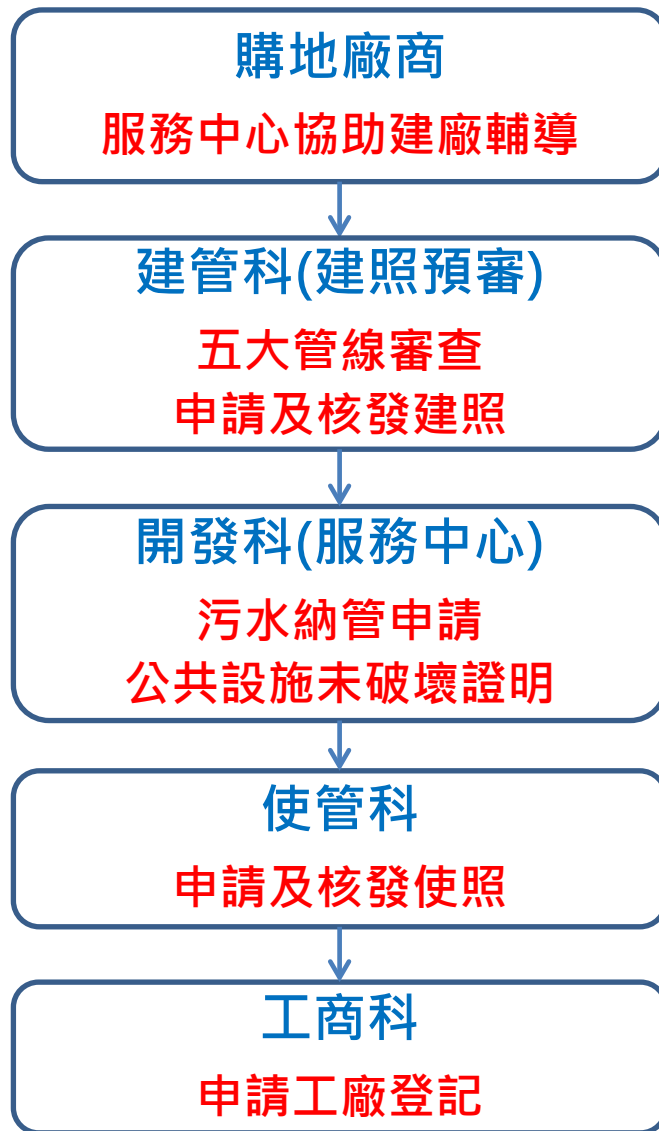 購地廠商
服務中心協助建廠輔導
建管科(建照預審)
五大管線審查
申請及核發建照
開發科(服務中心)
污水納管申請
公共設施未破壞證明
使管科
申請及核發使照
工商科
申請工廠登記